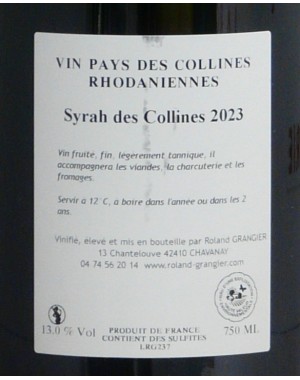 VIN PAYS DES COLLINES
RHODANIENNES
Syrah des Collines 2023
Vin fruité, fin, légerement tannique, il
accompagnera les viandes, la charcuterie et les
fromages.
Servir a 12°C, a boire dans l'année ou dans les 2
ans.
Vinifié, élevé et mis en bouteille par Roland GRANGIER
13 Chantelouve 42410 CHAVANAY
04 74 56 20 14 www.roland-grangier.com
13.0 % Vol
PRODUIT DE FRANCE
750 ML
CONTIENT DES SULFITES
LRG237